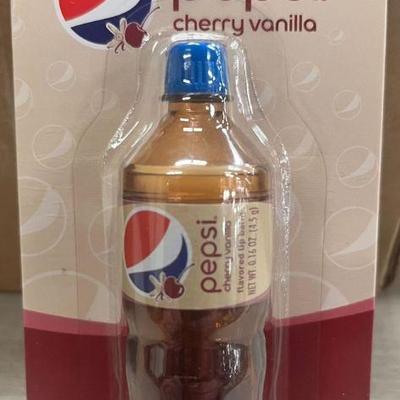 pepsi
cherry vanilla
pepsi.
cherry vanilla
flavored lip balm
NET WT. 0.16 OZ. (4.5 g)